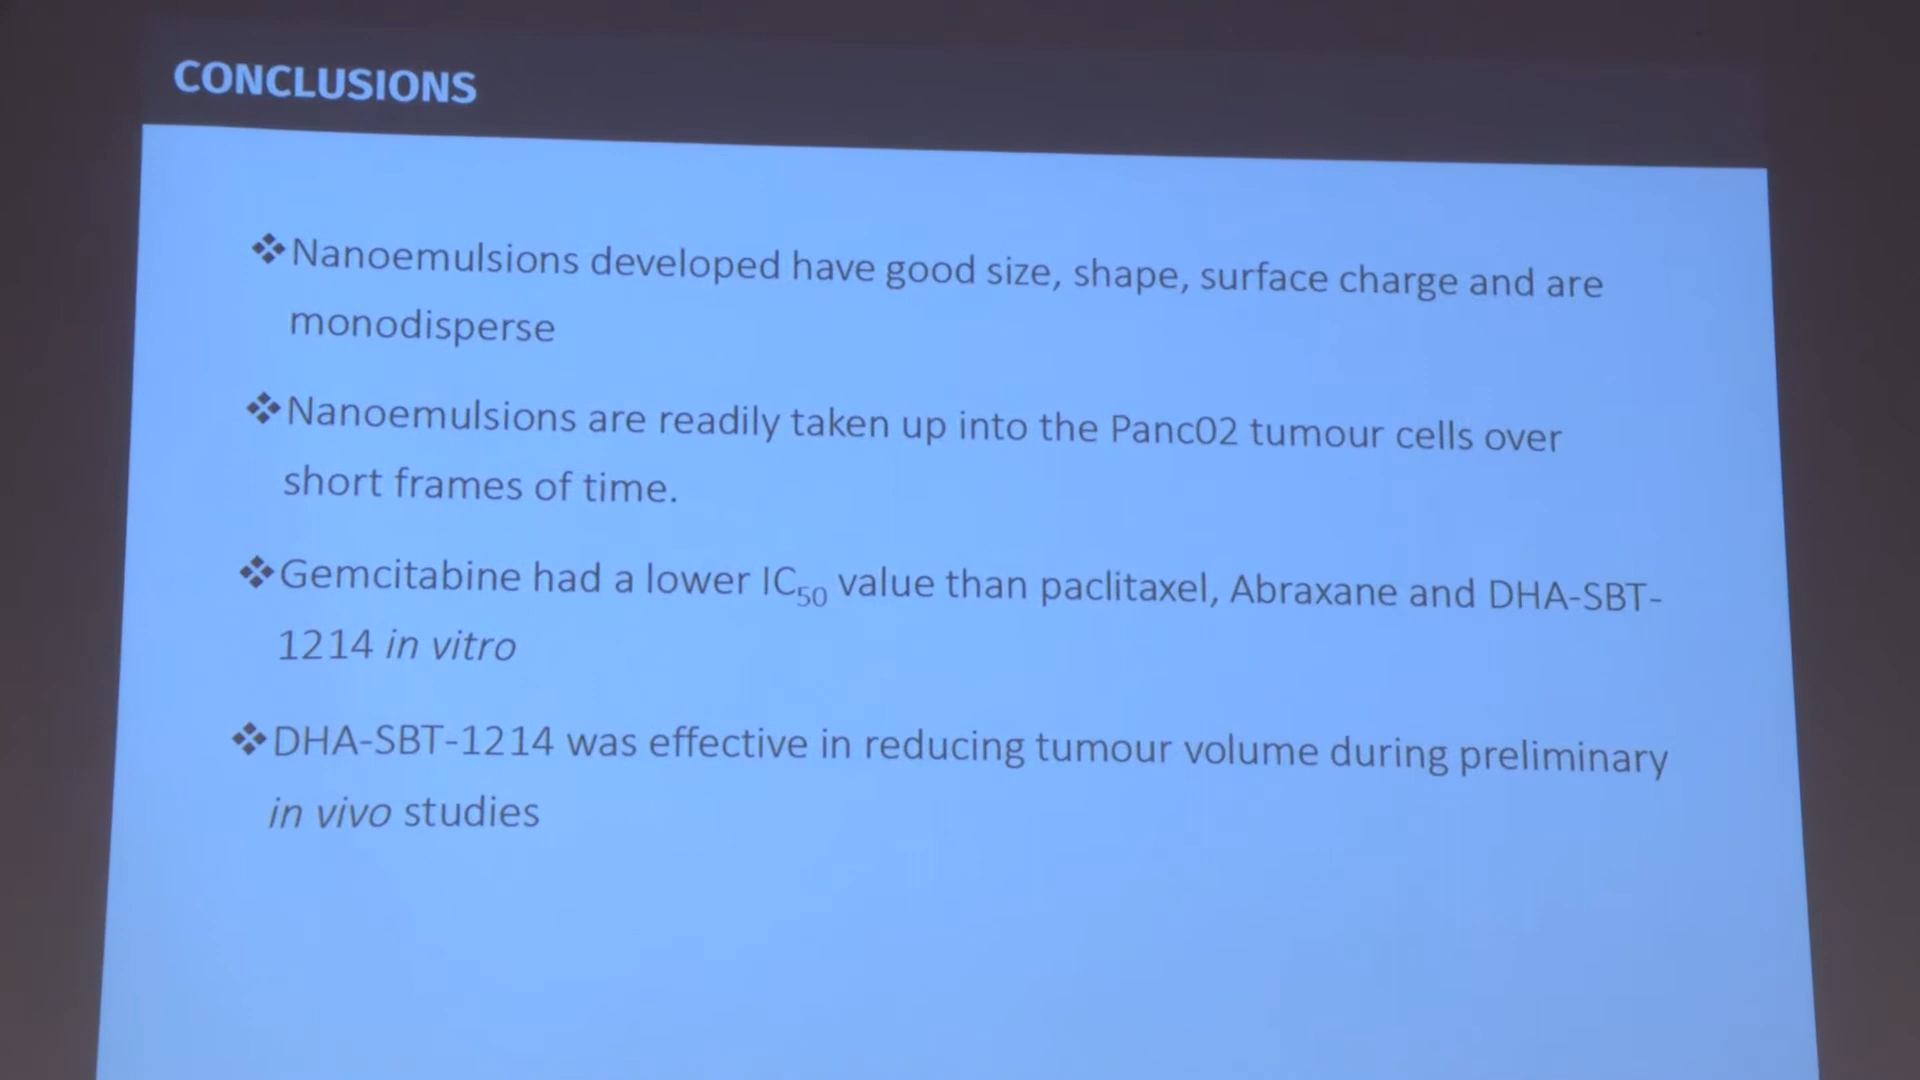 CONCLUSIONS
❖Nanoemulsions developed have good size, shape, surface charge and are
monodisperse
❖Nanoemulsions are readily taken up into the Panc02 tumour cells over
short frames of time.
❖Gemcitabine had a lower IC50 value than paclitaxel, Abraxane and DHA-SBT-
1214 in vitro
❖DHA-SBT-1214 was effective in reducing tumour volume during preliminary
in vivo studies